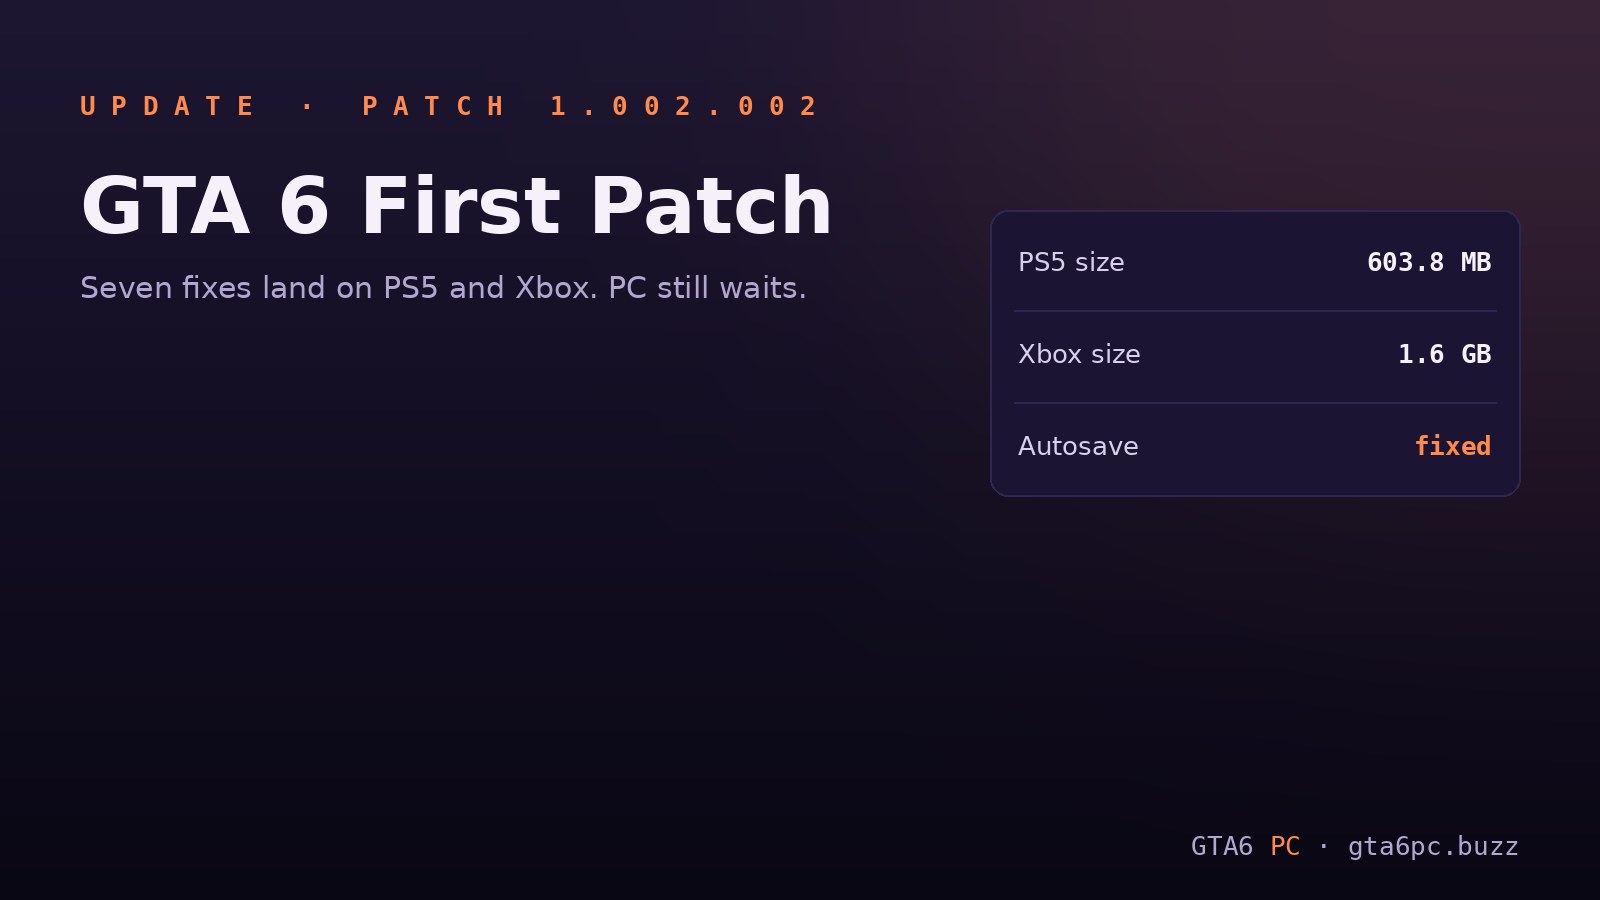 UPDATE · PATCH 1.002.002
GTA 6 First Patch
Seven fixes land on PS5 and Xbox. PC still waits.
PS5 size 603.8 MB
Xbox size 1.6 GB
Autosave fixed
GTA6 PC · gta6pc.buzz